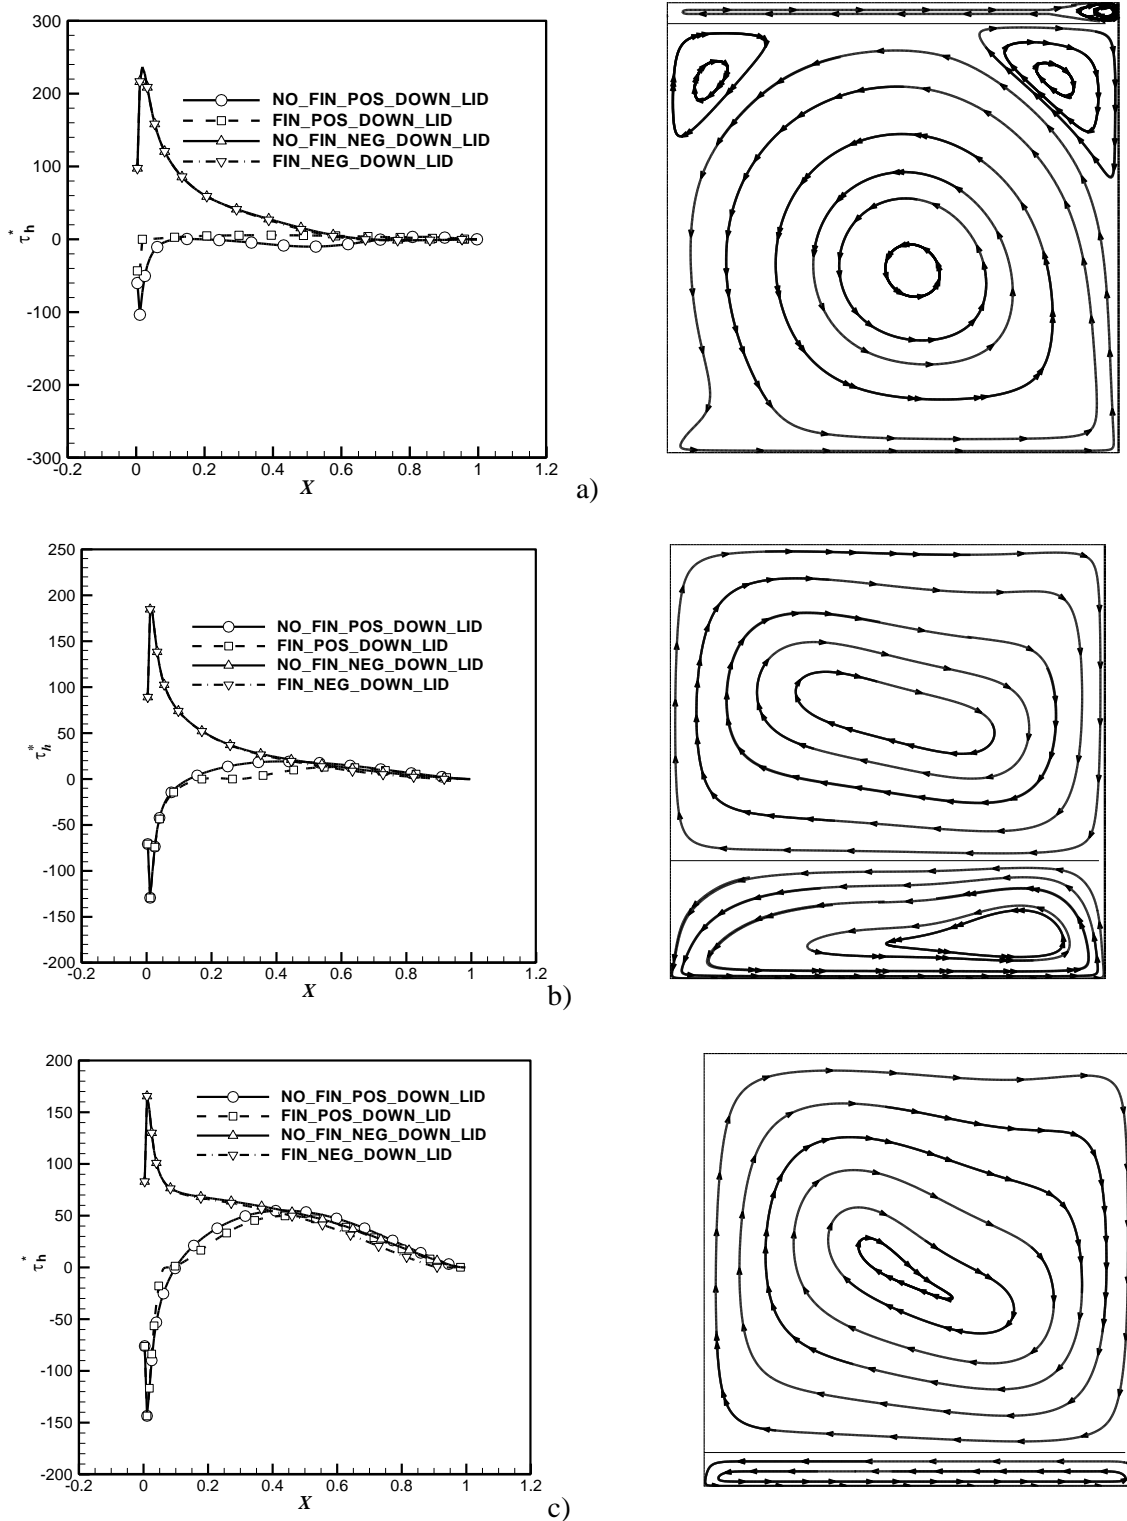 300
200
100
0
-100
-200
-300
τ*h
NO_FIN_POS_DOWN_LID
FIN_POS_DOWN_LID
NO_FIN_NEG_DOWN_LID
FIN_NEG_DOWN_LID
-0.2 0 0.2 0.4 0.6 0.8 1 1.2
X
a)
250
200
150
100
50
0
-50
-100
-150
-200
τ*h
NO_FIN_POS_DOWN_LID
FIN_POS_DOWN_LID
NO_FIN_NEG_DOWN_LID
FIN_NEG_DOWN_LID
-0.2 0 0.2 0.4 0.6 0.8 1 1.2
X
b)
200
150
100
50
0
-50
-100
-150
-200
τ*h
NO_FIN_POS_DOWN_LID
FIN_POS_DOWN_LID
NO_FIN_NEG_DOWN_LID
FIN_NEG_DOWN_LID
-0.2 0 0.2 0.4 0.6 0.8 1 1.2
X
c)